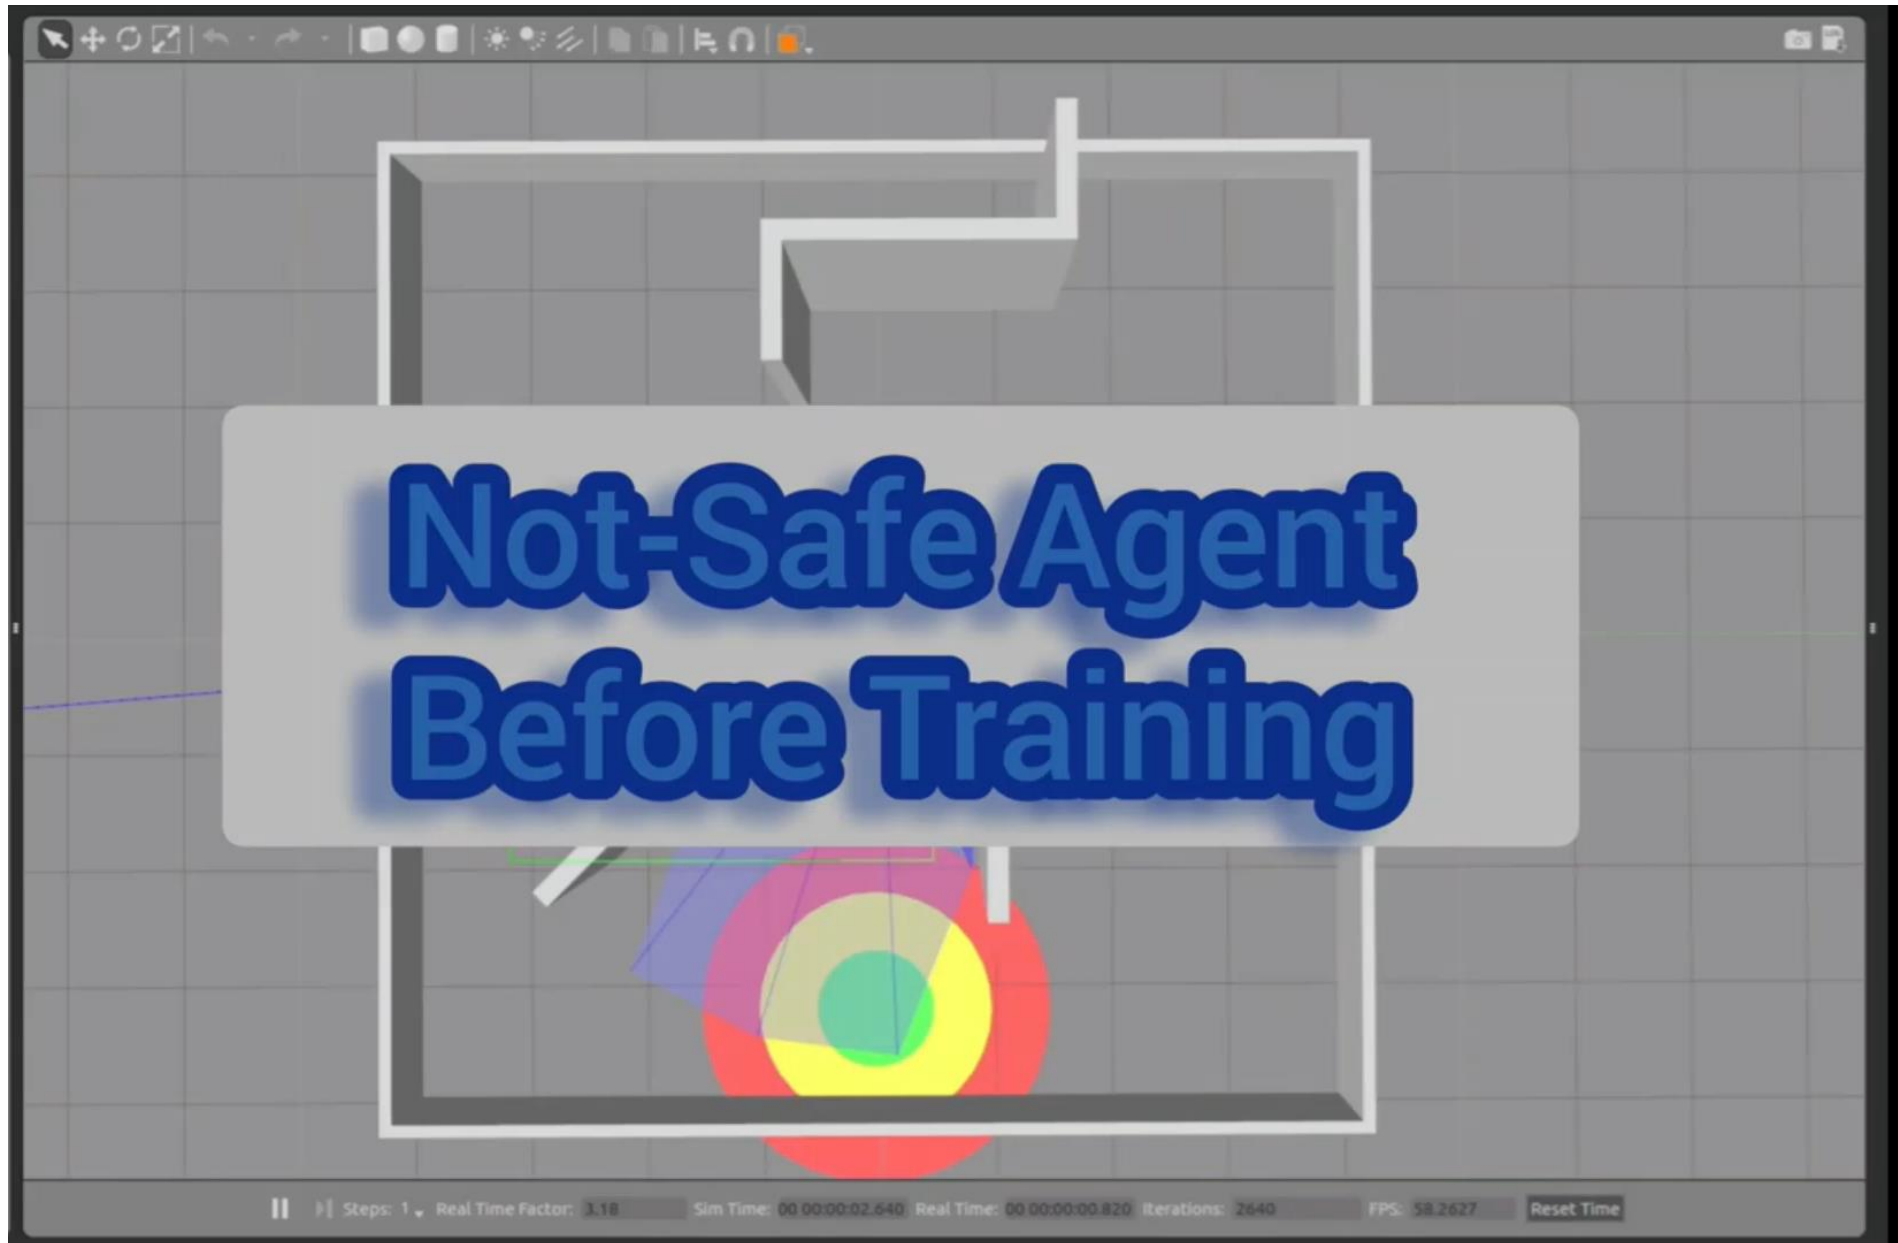 Not-Safe Agent
Before Training
Steps: 1 Real Time Factor: 3.18 Sim Time: 00 00:00:02.640 Real Time: 00 00:00:00.820 Iterations: 2640 FPS: 58.2627 Reset Time